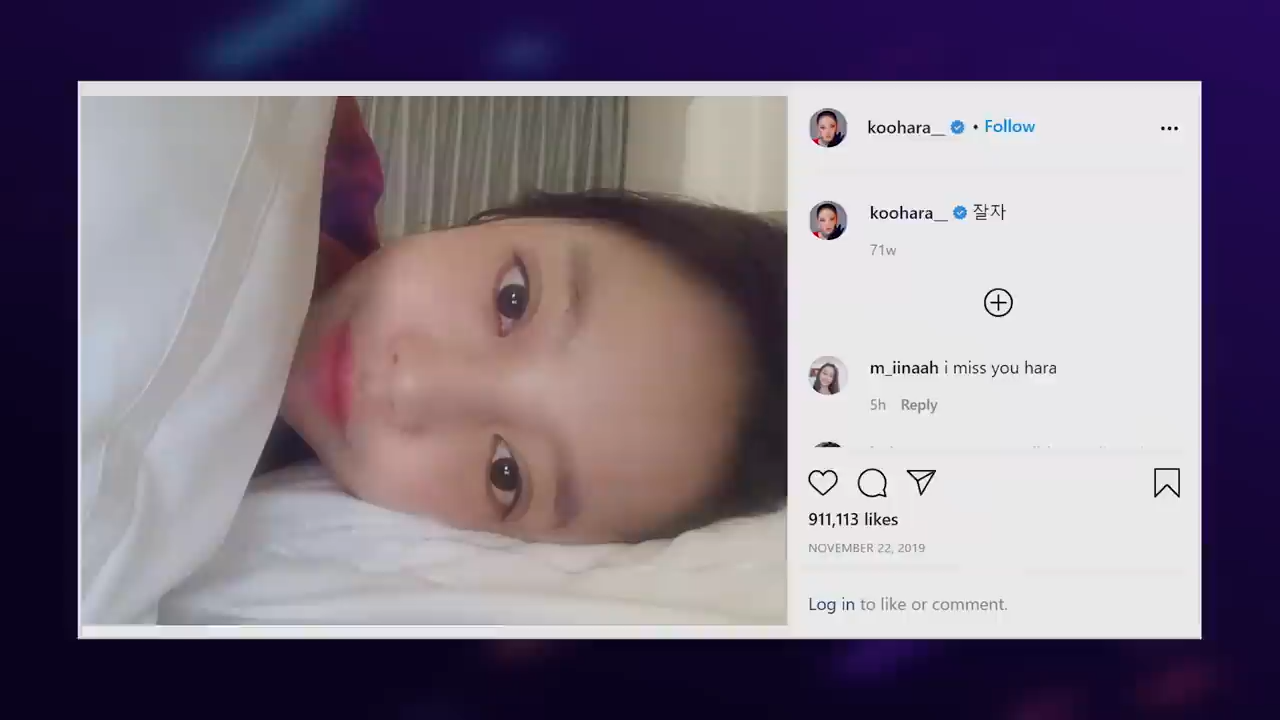 koohara__ • Follow
koohara__ 잘자
71w
m_iinaah i miss you hara
5h Reply
911,113 likes
NOVEMBER 22, 2019
Log in to like or comment.